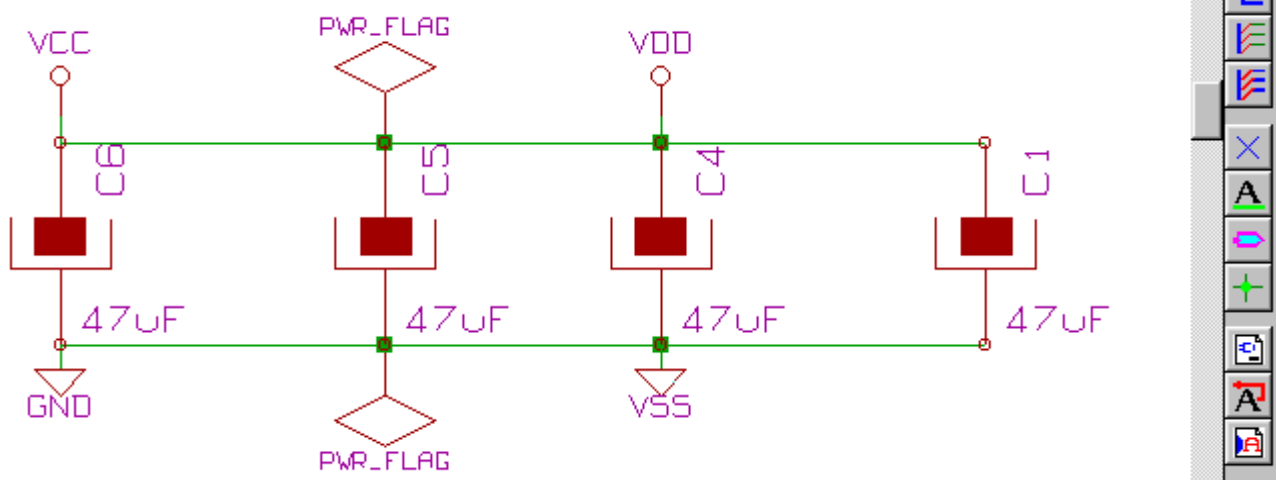 PWR_FLAG
VCC
VDD
C6
C5
C4
C1
47uF
47uF
47uF
47uF
GND
VSS
PWR_FLAG
A
A
A